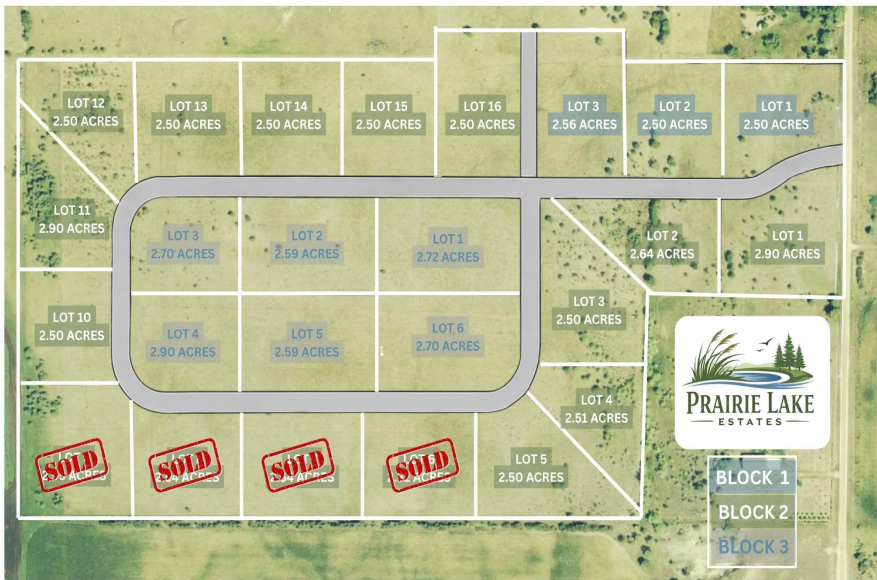 LOT 12
2.50 ACRES
LOT 13
2.50 ACRES
LOT 14
2.50 ACRES
LOT 15
2.50 ACRES
LOT 16
2.50 ACRES
LOT 3
2.56 ACRES
LOT 2
2.50 ACRES
LOT 1
2.50 ACRES
LOT 11
2.90 ACRES
LOT 3
2.70 ACRES
LOT 2
2.59 ACRES
LOT 1
2.72 ACRES
LOT 2
2.64 ACRES
LOT 1
2.90 ACRES
LOT 10
2.50 ACRES
LOT 4
2.90 ACRES
LOT 5
2.59 ACRES
LOT 6
2.70 ACRES
LOT 3
2.50 ACRES
LOT 4
2.51 ACRES
LOT 5
2.50 ACRES
SOLD
ACRES
SOLD
ACRES
SOLD
ACRES
SOLD
ACRES
PRAIRIE LAKE
ESTATES
BLOCK 1
BLOCK 2
BLOCK 3